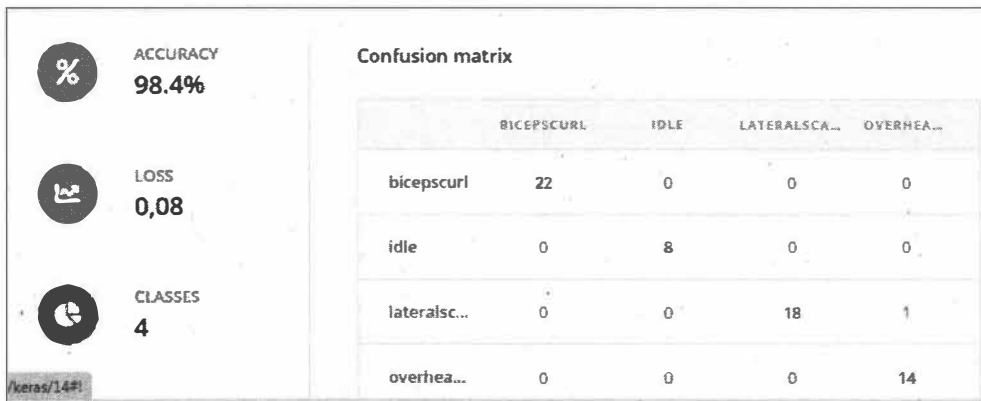 ACCURACY
98.4%
LOSS
0,08
CLASSES
4
/keras/14#!
Confusion matrix
BICEPSCURL IDLE LATERALSCA... OVERHEA...
bicepscurl 22 0 0 0
idle 0 8 0 0
lateralsc... 0 0 18 1
overhea... 0 0 0 14